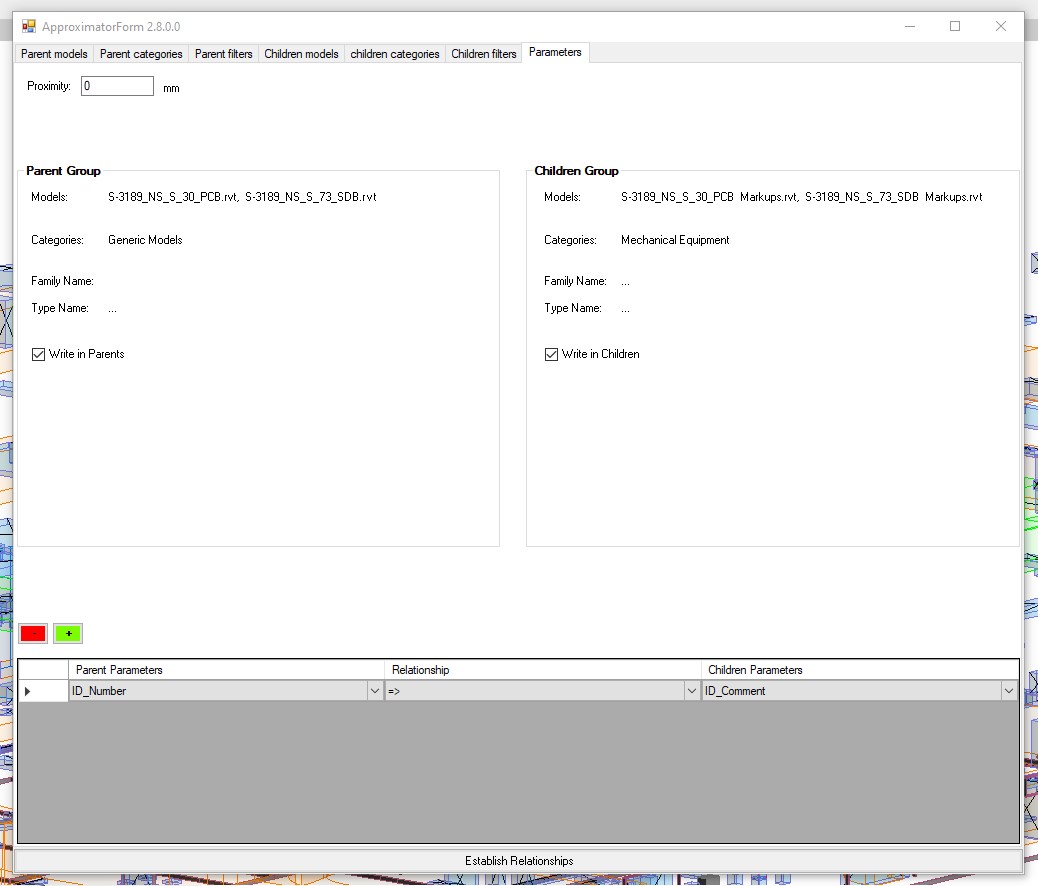 ApproximatorForm 2.8.0.0
Parent models Parent categories Parent filters Children models children categories Children filters Parameters
Proximity: 0 mm
Parent Group
Models: S-3189_NS_S_30_PCB.rvt, S-3189_NS_S_73_SDB.rvt
Categories: Generic Models
Family Name:
Type Name: ...
Write in Parents
Children Group
Models: S-3189_NS_S_30_PCB Markups.rvt, S-3189_NS_S_73_SDB Markups.rvt
Categories: Mechanical Equipment
Family Name: ...
Type Name: ...
Write in Children
- +
Parent Parameters Relationship Children Parameters
ID_Number => ID_Comment
Establish Relationships